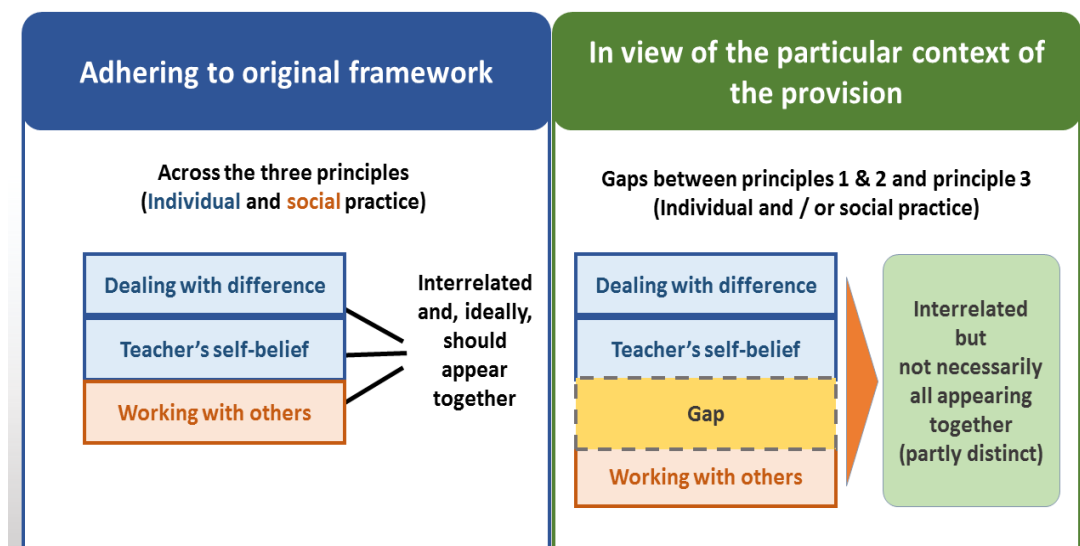 Adhering to original framework
Across the three principles
(Individual and social practice)
Dealing with difference
Teacher's self-belief
Working with others
Interrelated
and, ideally,
should
appear
together
In view of the particular context of
the provision
Gaps between principles 1 & 2 and principle 3
(Individual and / or social practice)
Dealing with difference
Teacher's self-belief
Gap
Working with others
Interrelated
but
not necessarily
all appearing
together
(partly distinct)